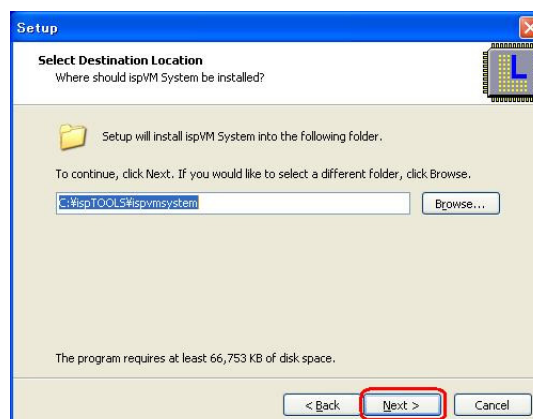 Setup
Select Destination Location
Where should ispVM System be installed?
L
Setup will install ispVM System into the following folder.
To continue, click Next. If you would like to select a different folder, click Browse.
C:¥ispTOOLS¥ispvmsystem
Browse...
The program requires at least 66,753 KB of disk space.
< Back Next > Cancel